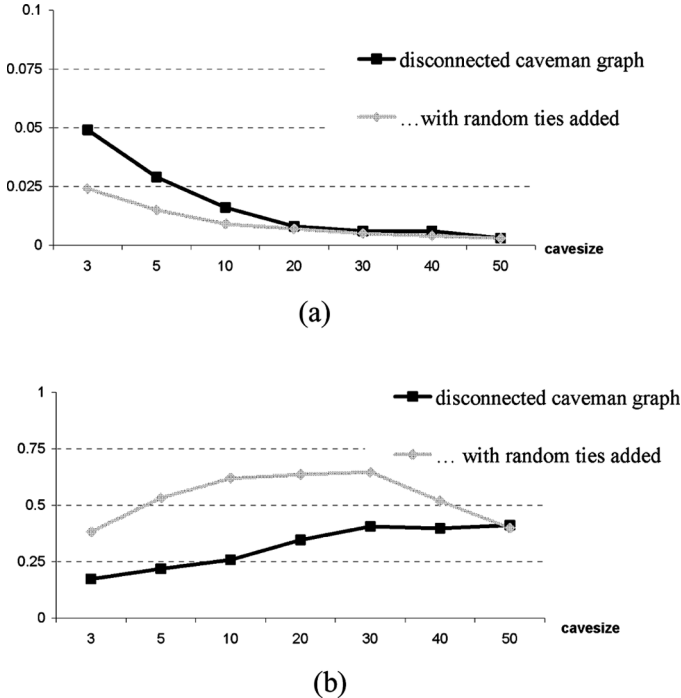 0.1
disconnected caveman graph
0.075
…with random ties added
0.05
0.025
0
3 5 10 20 30 40 50
cavesize
(a)
1
disconnected caveman graph
0.75
… with random ties added
0.5
0.25
0
3 5 10 20 30 40 50
cavesize
(b)